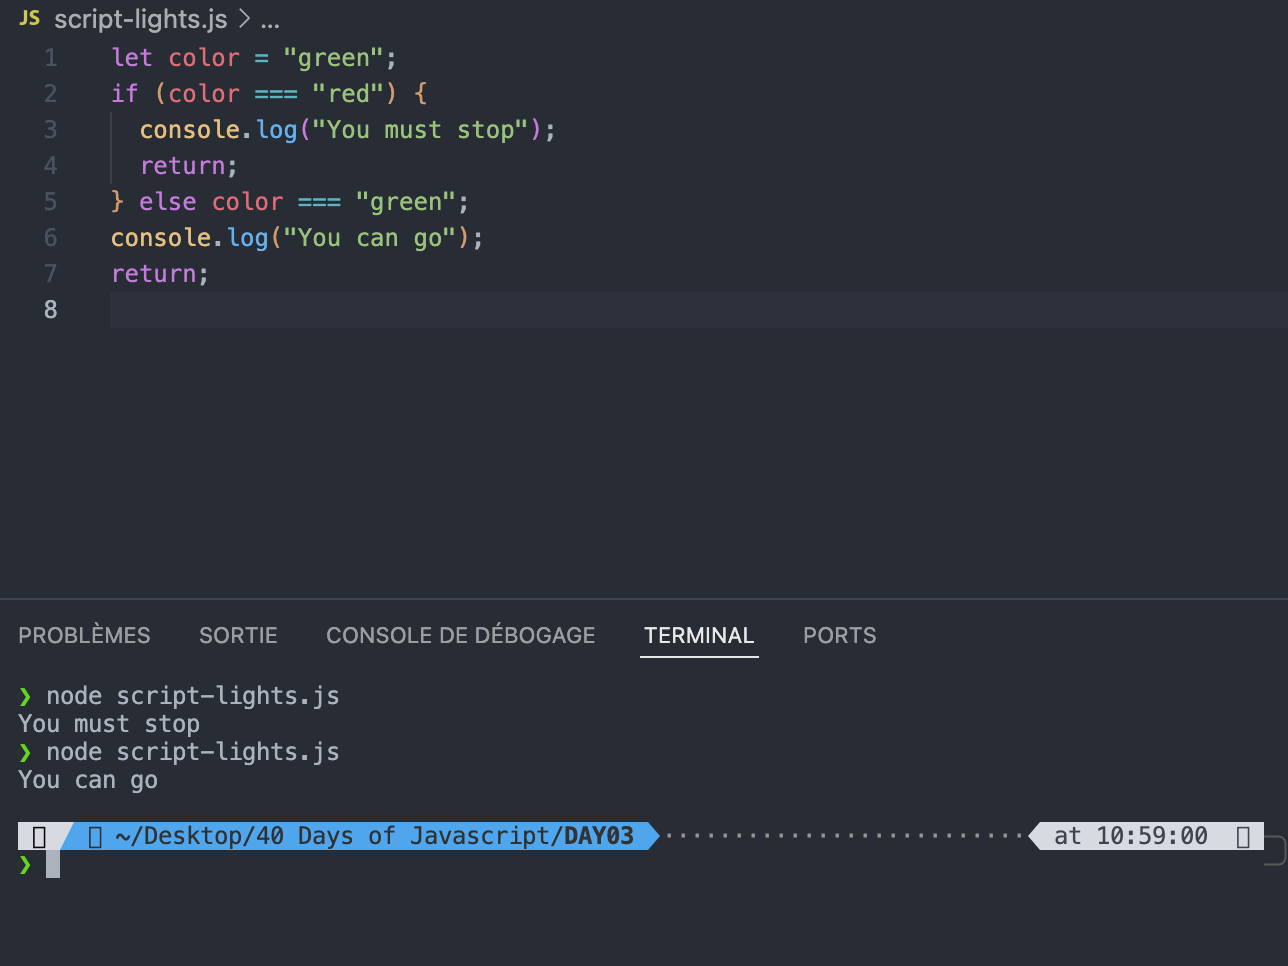 JS script-lights.js > ...
1 let color = "green";
2 if (color === "red") {
3   console.log("You must stop");
4   return;
5 } else color === "green";
6 console.log("You can go");
7 return;
8
PROBLÈMES SORTIE CONSOLE DE DÉBOGAGE TERMINAL PORTS
❯ node script-lights.js
You must stop
❯ node script-lights.js
You can go
~/Desktop/40 Days of Javascript/DAY03 at 10:59:00
❯